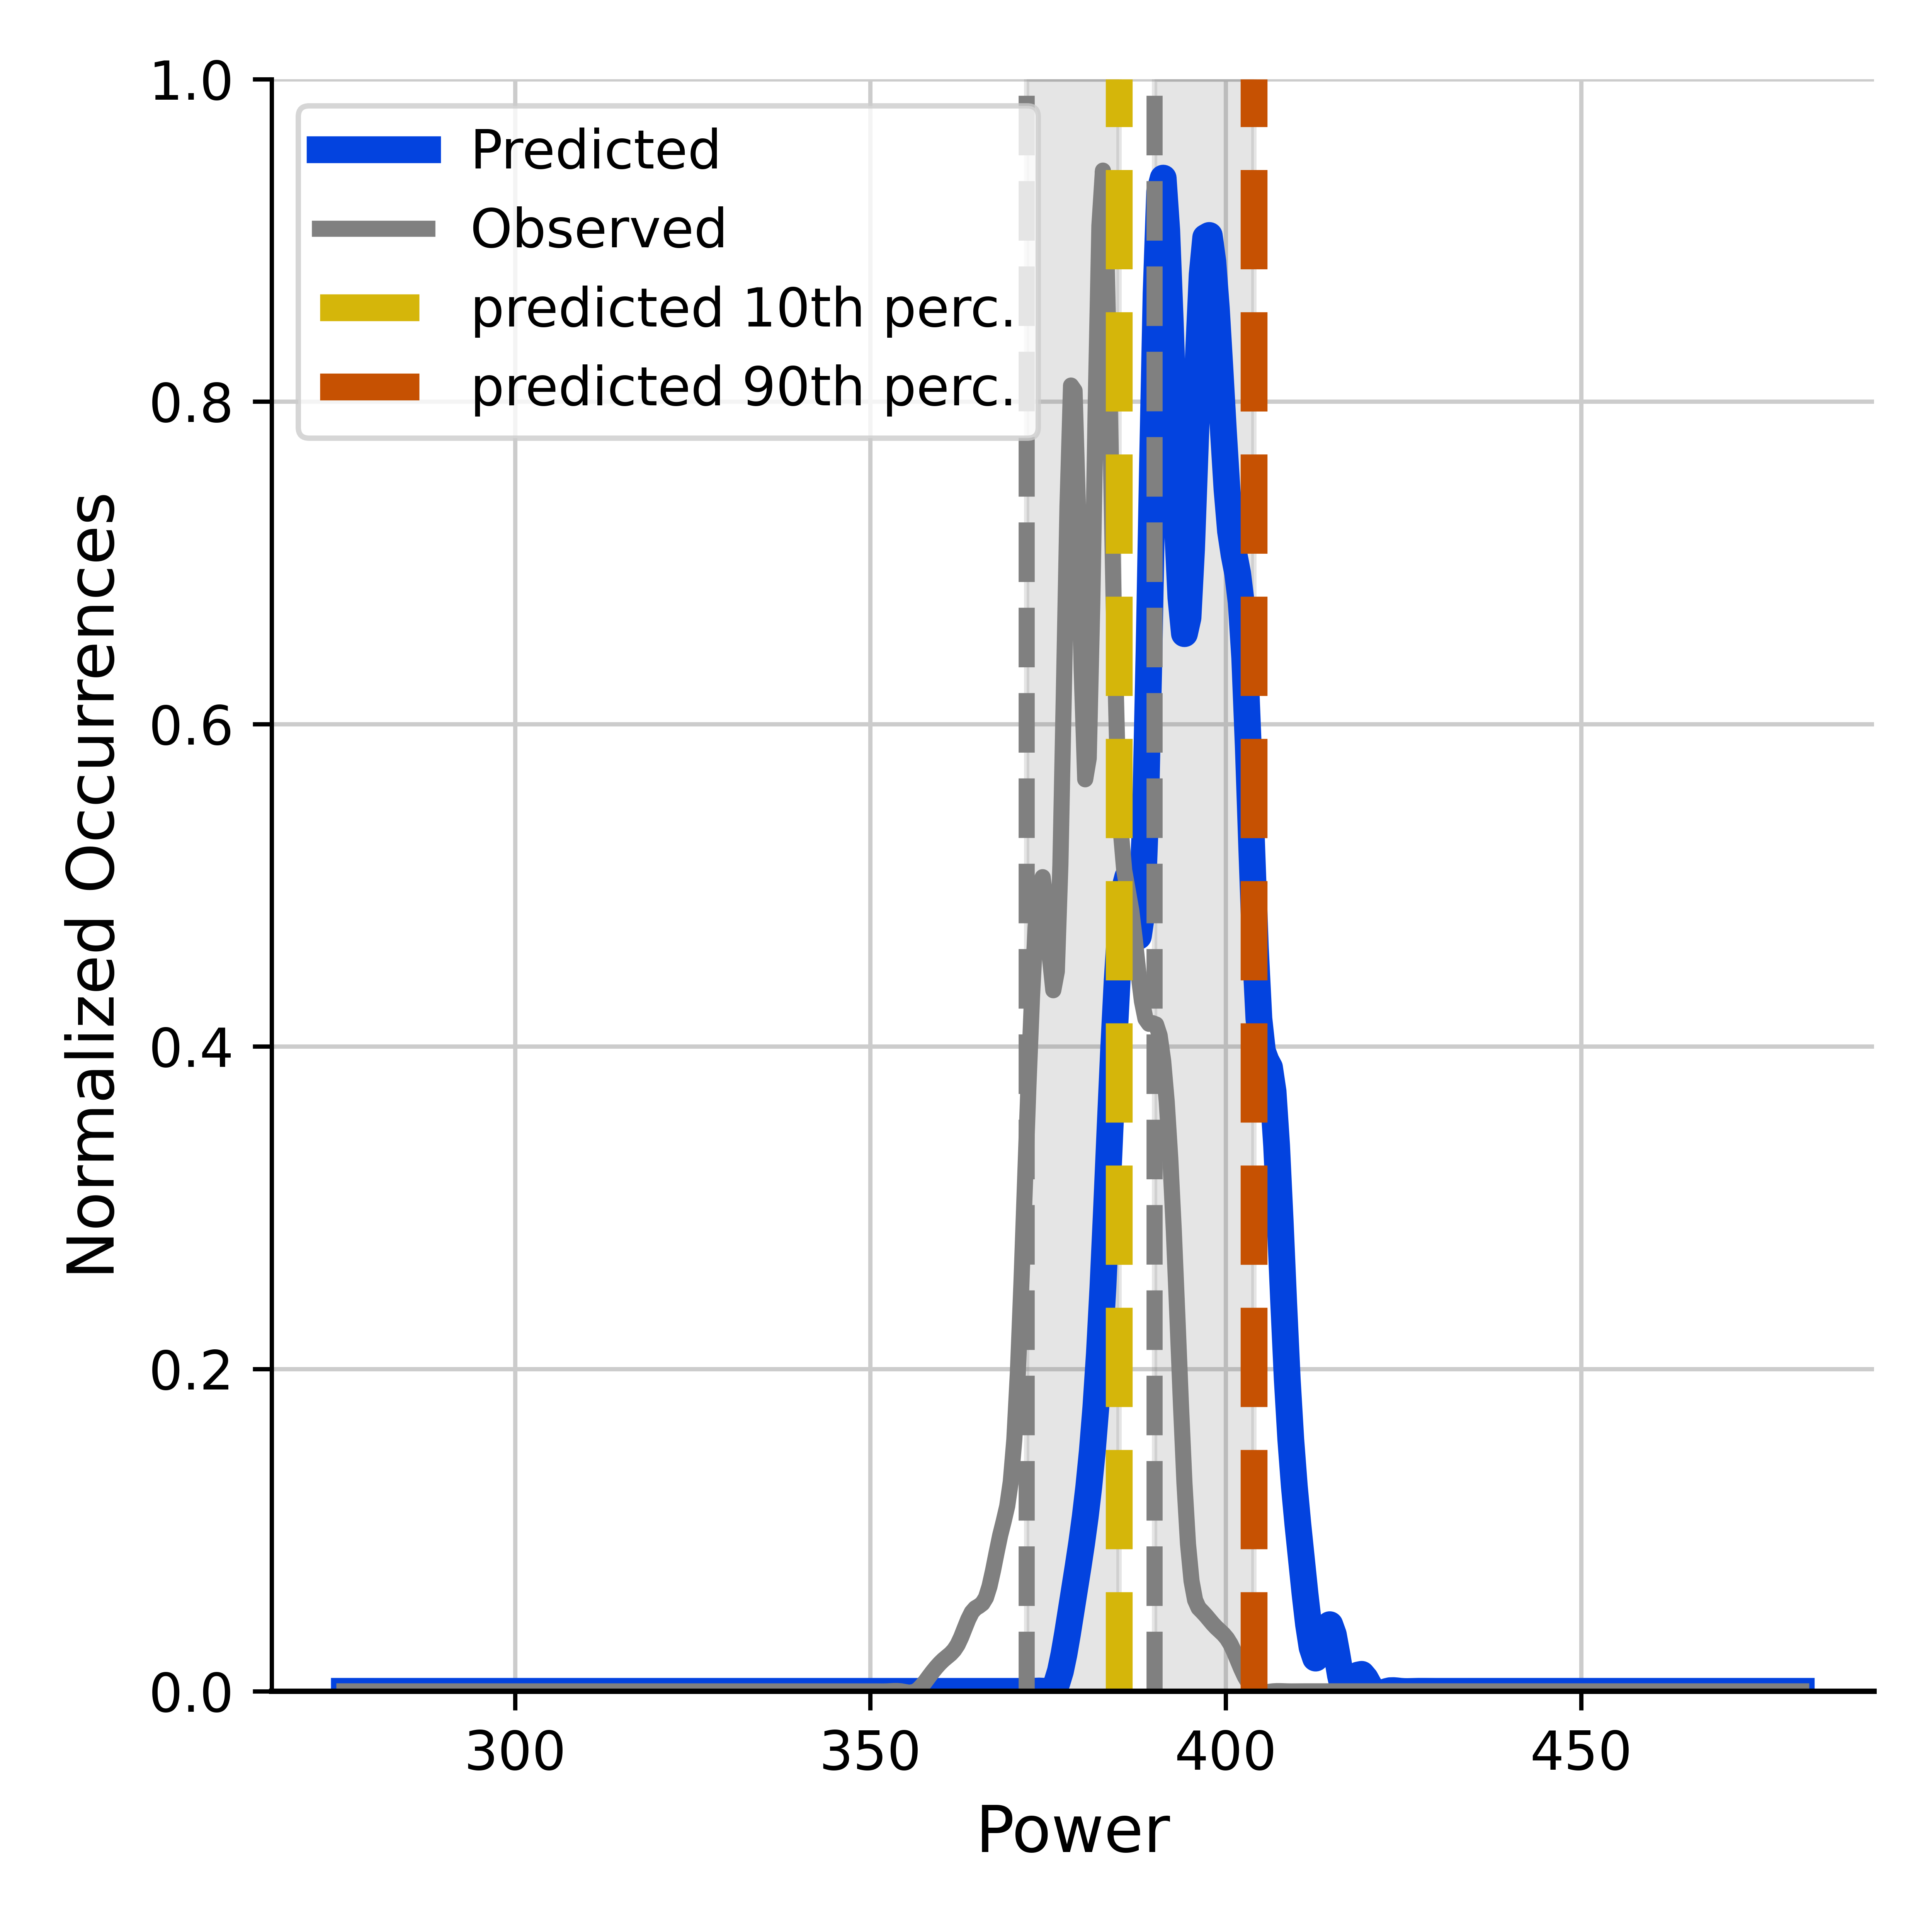 1.0
0.8
0.6
0.4
0.2
0.0
Normalized Occurrences
Predicted
Observed
predicted 10th perc.
predicted 90th perc.
300 350 400 450
Power